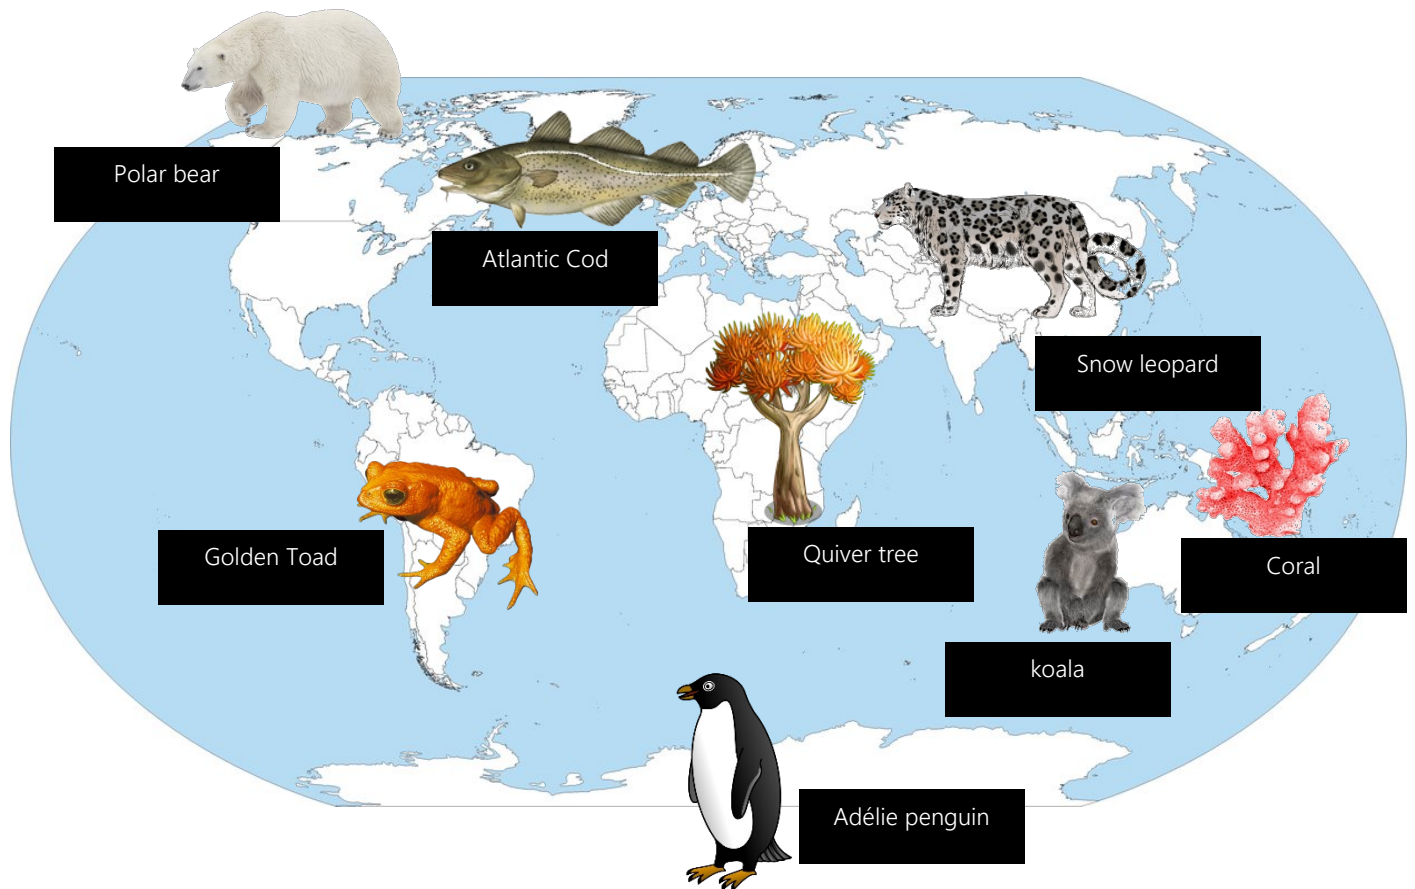 Polar bear
Atlantic Cod
Snow leopard
Golden Toad
Quiver tree
Coral
koala
Adélie penguin